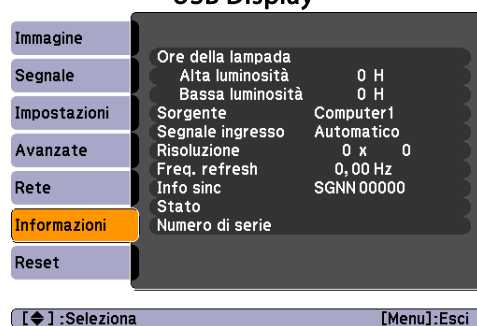 USB Display
Immagine
Segnale
Impostazioni
Avanzate
Rete
Informazioni
Reset
Ore della lampada
Alta luminosità 0 H
Bassa luminosità 0 H
Sorgente Computer1
Segnale ingresso Automatico
Risoluzione 0 x 0
Freq. refresh 0,00 Hz
Info sinc SGNN 00000
Stato
Numero di serie
[ ] :Seleziona [Menu]:Esci